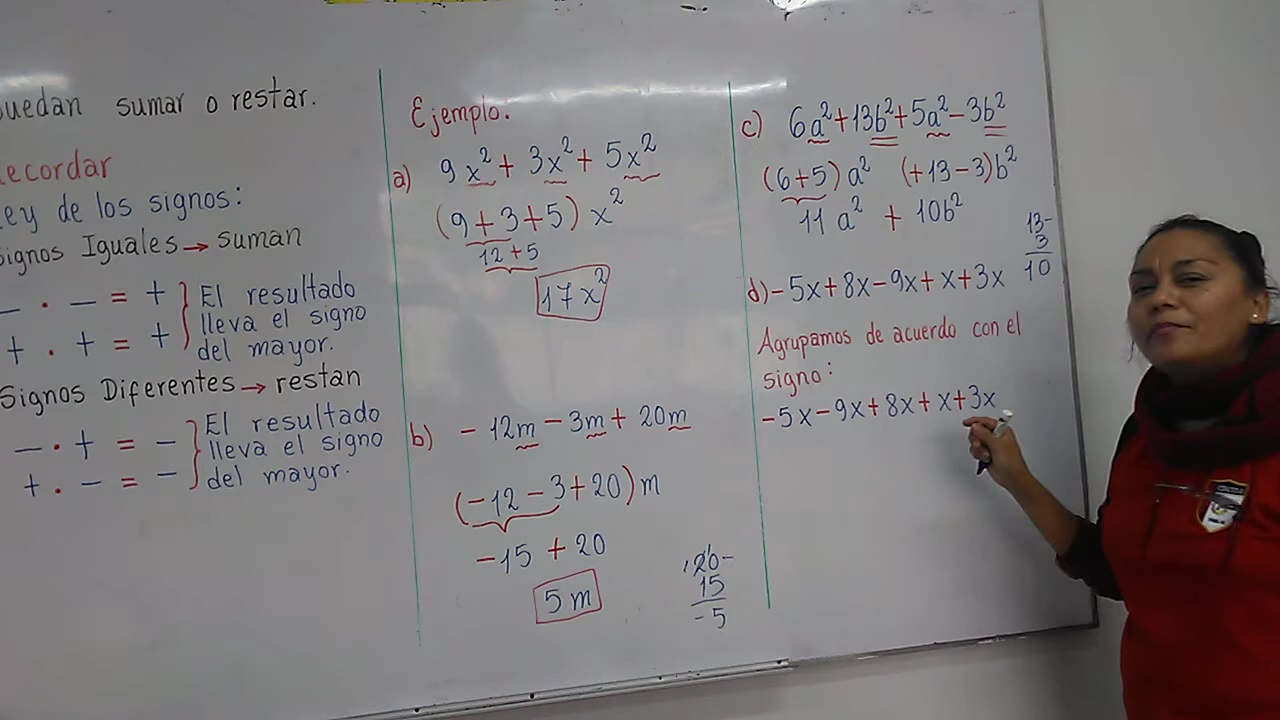 puedan sumar o restar.
Recordar
Ley de los signos:
Signos Iguales → suman
− · − = +
+ · + = +
El resultado
lleva el signo
del mayor.
Signos Diferentes → restan
− · + = −
+ · − = −
El resultado
lleva el signo
del mayor.
Ejemplo:
a) 9x² + 3x² + 5x²
(9 + 3 + 5) x²
12 + 5
17x²
b) − 12m − 3m + 20m
(−12 − 3 + 20) m
−15 + 20
5m
20−
15
-5
c) 6a² + 13b² + 5a² − 3b²
(6+5) a² (+13 − 3) b²
11a² + 10b²
13-
3
10
d) −5x + 8x − 9x + x + 3x
Agrupamos de acuerdo con el
signo:
−5x − 9x + 8x + x + 3x